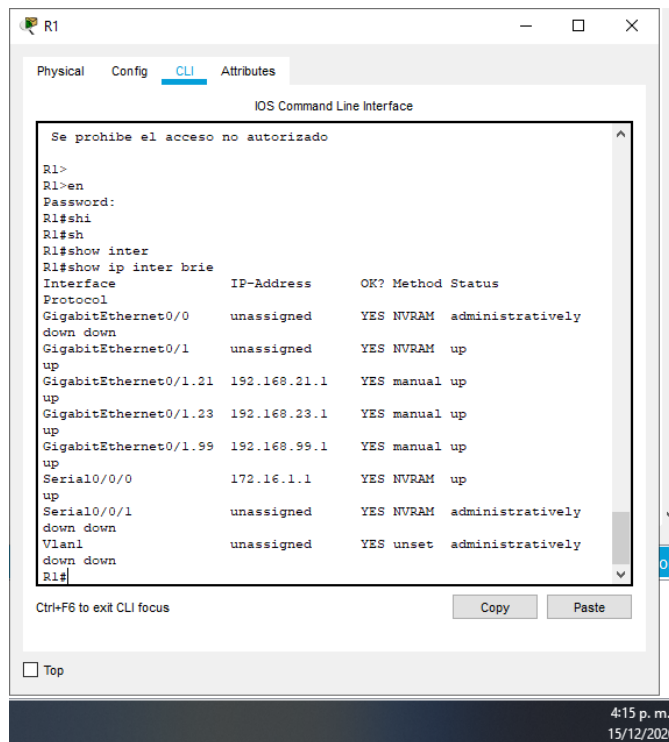 R1
Physical Config CLI Attributes
IOS Command Line Interface
Se prohibe el acceso no autorizado
R1>
R1>en
Password:
R1#shi
R1#sh
R1#show inter
R1#show ip inter brie
Interface IP-Address OK? Method Status
Protocol
GigabitEthernet0/0 unassigned YES NVRAM administratively
down down
GigabitEthernet0/1 unassigned YES NVRAM up
up
GigabitEthernet0/1.21 192.168.21.1 YES manual up
up
GigabitEthernet0/1.23 192.168.23.1 YES manual up
up
GigabitEthernet0/1.99 192.168.99.1 YES manual up
up
Serial0/0/0 172.16.1.1 YES NVRAM up
up
Serial0/0/1 unassigned YES NVRAM administratively
down down
Vlan1 unassigned YES unset administratively
down down
R1#
Ctrl+F6 to exit CLI focus
Copy Paste
Top
4:15 p. m.
15/12/202